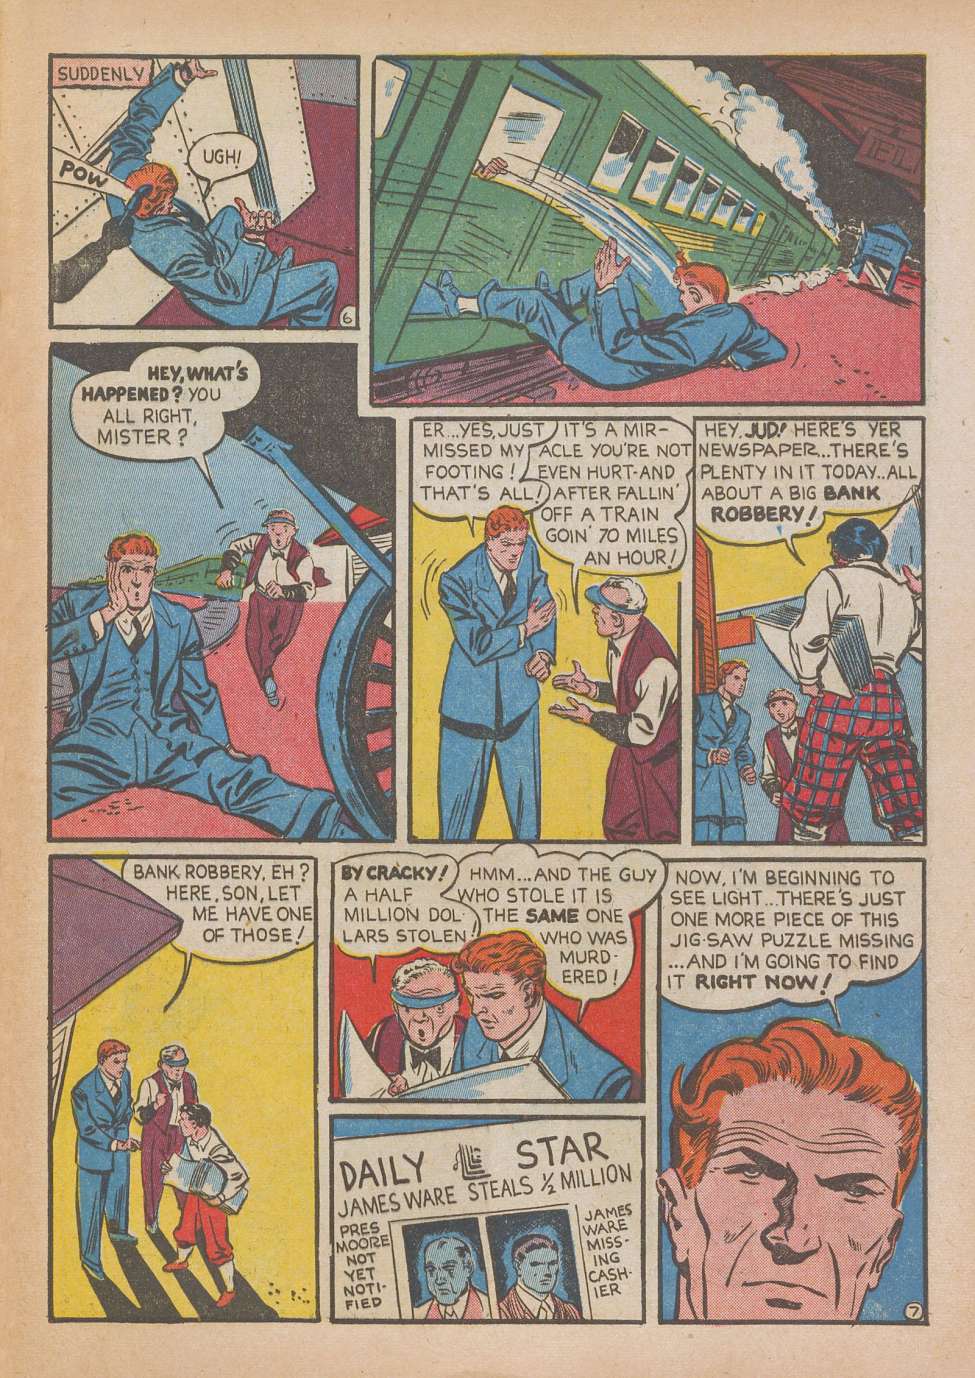 SUDDENLY
POW
UGH!
6
HEY, WHAT'S
HAPPENED? YOU
ALL RIGHT,
MISTER?
ER...YES, JUST
MISSED MY
FOOTING!
THAT'S ALL!
IT'S A MIR-
ACLE YOU'RE NOT
EVEN HURT-AND
AFTER FALLIN'
OFF A TRAIN
GOIN' 70 MILES
AN HOUR!
HEY, JUD! HERE'S YER
NEWSPAPER...THERE'S
PLENTY IN IT TODAY..ALL
ABOUT A BIG BANK
ROBBERY!
BANK ROBBERY, EH?
HERE, SON, LET
ME HAVE ONE
OF THOSE!
BY CRACKY!
A HALF
MILLION DOL-
LARS STOLEN!
HMM...AND THE GUY
WHO STOLE IT IS
THE SAME ONE
WHO WAS
MURD-
ERED!
DAILY STAR
JAMES WARE STEALS 1/2 MILLION
PRES
MOORE
NOT
YET
NOTI-
FIED
JAMES
WARE
MISS-
ING
CASH-
IER
NOW, I'M BEGINNING TO
SEE LIGHT...THERE'S JUST
ONE MORE PIECE OF THIS
JIG-SAW PUZZLE MISSING
...AND I'M GOING TO FIND
IT RIGHT NOW!
7